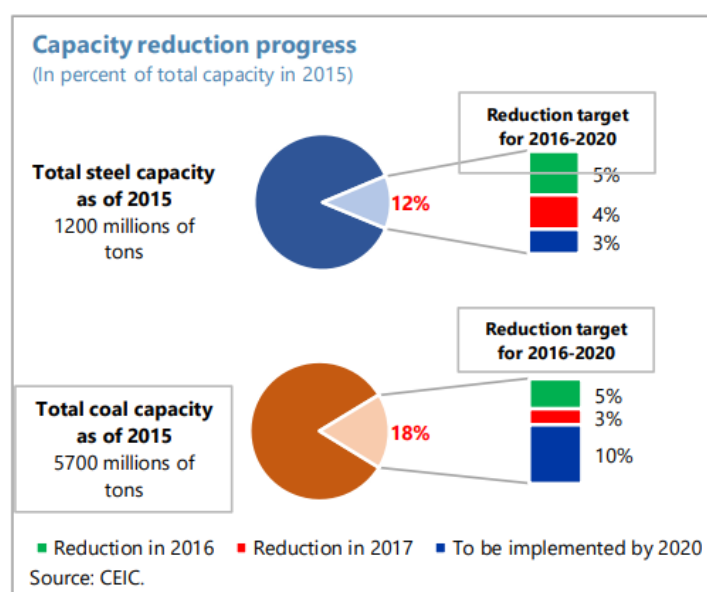 Capacity reduction progress
(In percent of total capacity in 2015)
Reduction target
for 2016-2020
Total steel capacity
as of 2015
1200 millions of
tons
12%
5%
4%
3%
Reduction target
for 2016-2020
Total coal capacity
as of 2015
5700 millions of
tons
18%
5%
3%
10%
Reduction in 2016 Reduction in 2017 To be implemented by 2020
Source: CEIC.